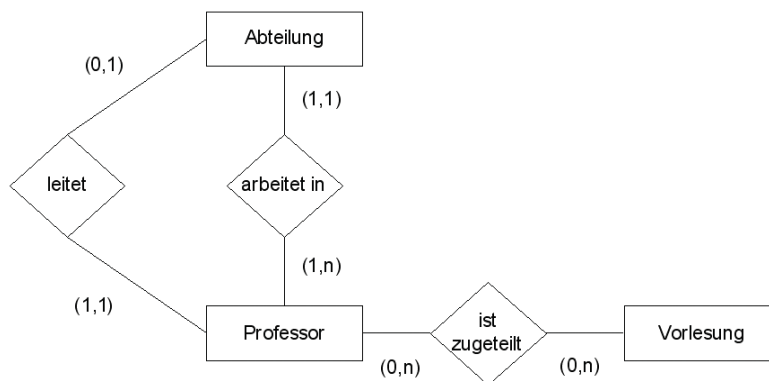 Abteilung
(0,1)
(1,1)
leitet
arbeitet in
(1,n)
(1,1)
Professor
ist
zugeteilt
Vorlesung
(0,n)
(0,n)